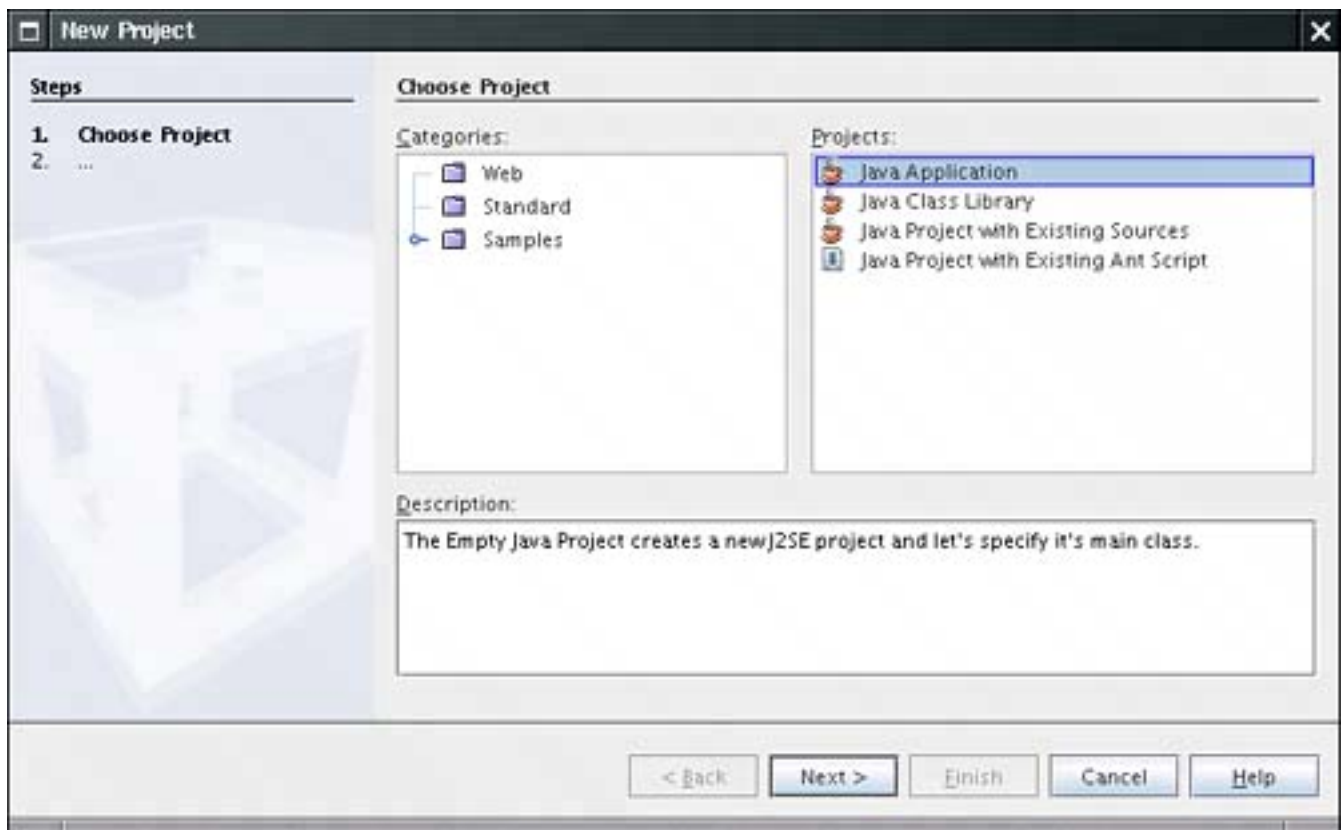 New Project
Steps
1. Choose Project
2. ...
Choose Project
Categories:
Web
Standard
Samples
Projects:
Java Application
Java Class Library
Java Project with Existing Sources
Java Project with Existing Ant Script
Description:
The Empty Java Project creates a new J2SE project and let's specify it's main class.
< Back
Next >
Finish
Cancel
Help